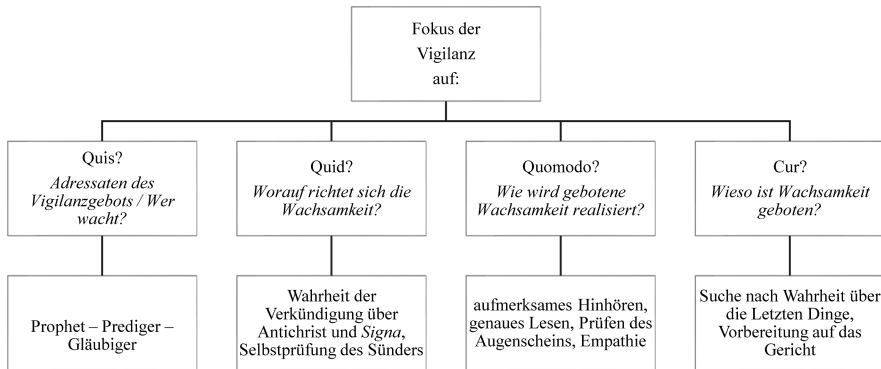 Fokus der
Vigilanz
auf:
Quis?
Adressaten des
Vigilanzgebots / Wer
wacht?
Quid?
Worauf richtet sich die
Wachsamkeit?
Quomodo?
Wie wird gebotene
Wachsamkeit realisiert?
Cur?
Wieso ist Wachsamkeit
geboten?
Prophet – Prediger –
Gläubiger
Wahrheit der
Verkündigung über
Antichrist und Signa,
Selbstprüfung des Sünders
aufmerksames Hinhören,
genaues Lesen, Prüfen des
Augenscheins, Empathie
Suche nach Wahrheit über
die Letzten Dinge,
Vorbereitung auf das
Gericht